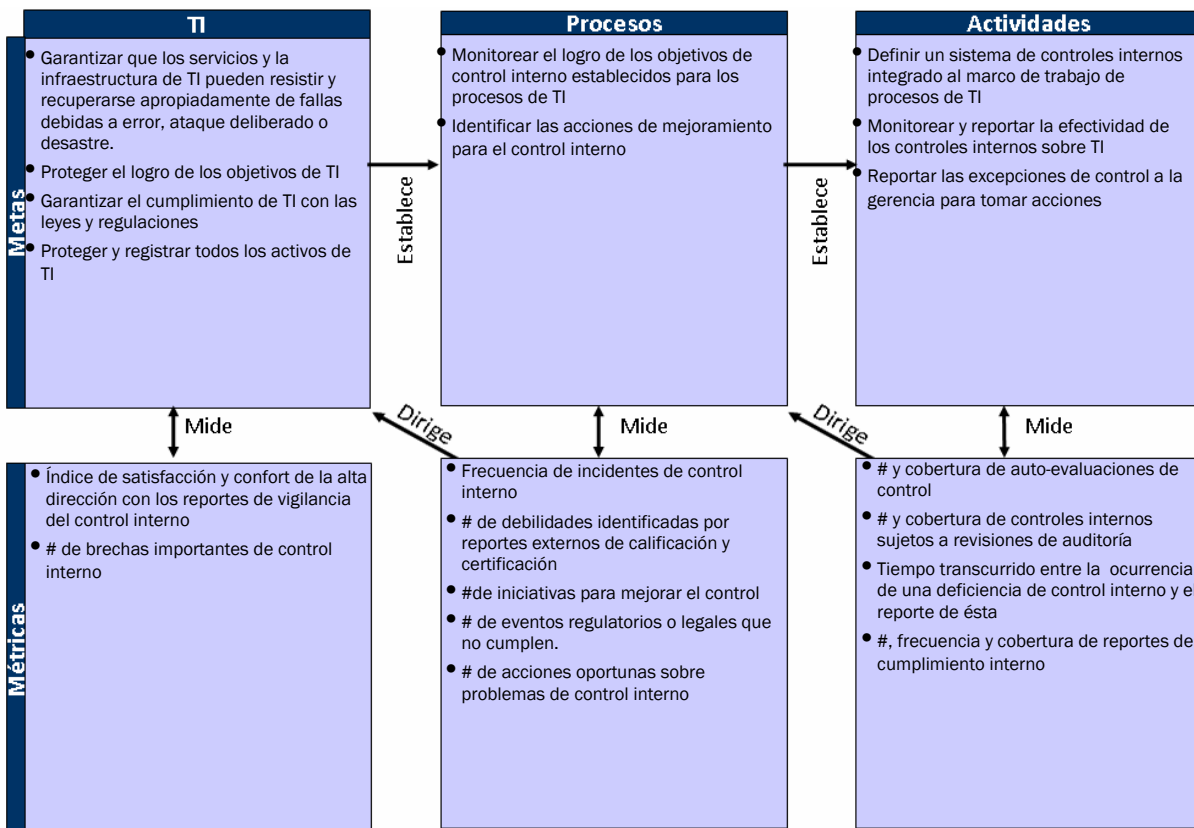 TI
Procesos
Actividades
Metas
• Garantizar que los servicios y la
infraestructura de TI pueden resistir y
recuperarse apropiadamente de fallas
debidas a error, ataque deliberado o
desastre.
• Proteger el logro de los objetivos de TI
• Garantizar el cumplimiento de TI con las
leyes y regulaciones
• Proteger y registrar todos los activos de
TI
Establece
• Monitorear el logro de los objetivos de
control interno establecidos para los
procesos de TI
• Identificar las acciones de mejoramiento
para el control interno
Establece
• Definir un sistema de controles internos
integrado al marco de trabajo de
procesos de TI
• Monitorear y reportar la efectividad de
los controles internos sobre TI
• Reportar las excepciones de control a la
gerencia para tomar acciones
Mide
Dirige
Mide
Dirige
Mide
Métricas
• Índice de satisfacción y confort de la alta
dirección con los reportes de vigilancia
del control interno
• # de brechas importantes de control
interno
• Frecuencia de incidentes de control
interno
• # de debilidades identificadas por
reportes externos de calificación y
certificación
• #de iniciativas para mejorar el control
• # de eventos regulatorios o legales que
no cumplen.
• # de acciones oportunas sobre
problemas de control interno
• # y cobertura de auto-evaluaciones de
control
• # y cobertura de controles internos
sujetos a revisiones de auditoría
• Tiempo transcurrido entre la ocurrencia
de una deficiencia de control interno y el
reporte de ésta
• #, frecuencia y cobertura de reportes de
cumplimiento interno